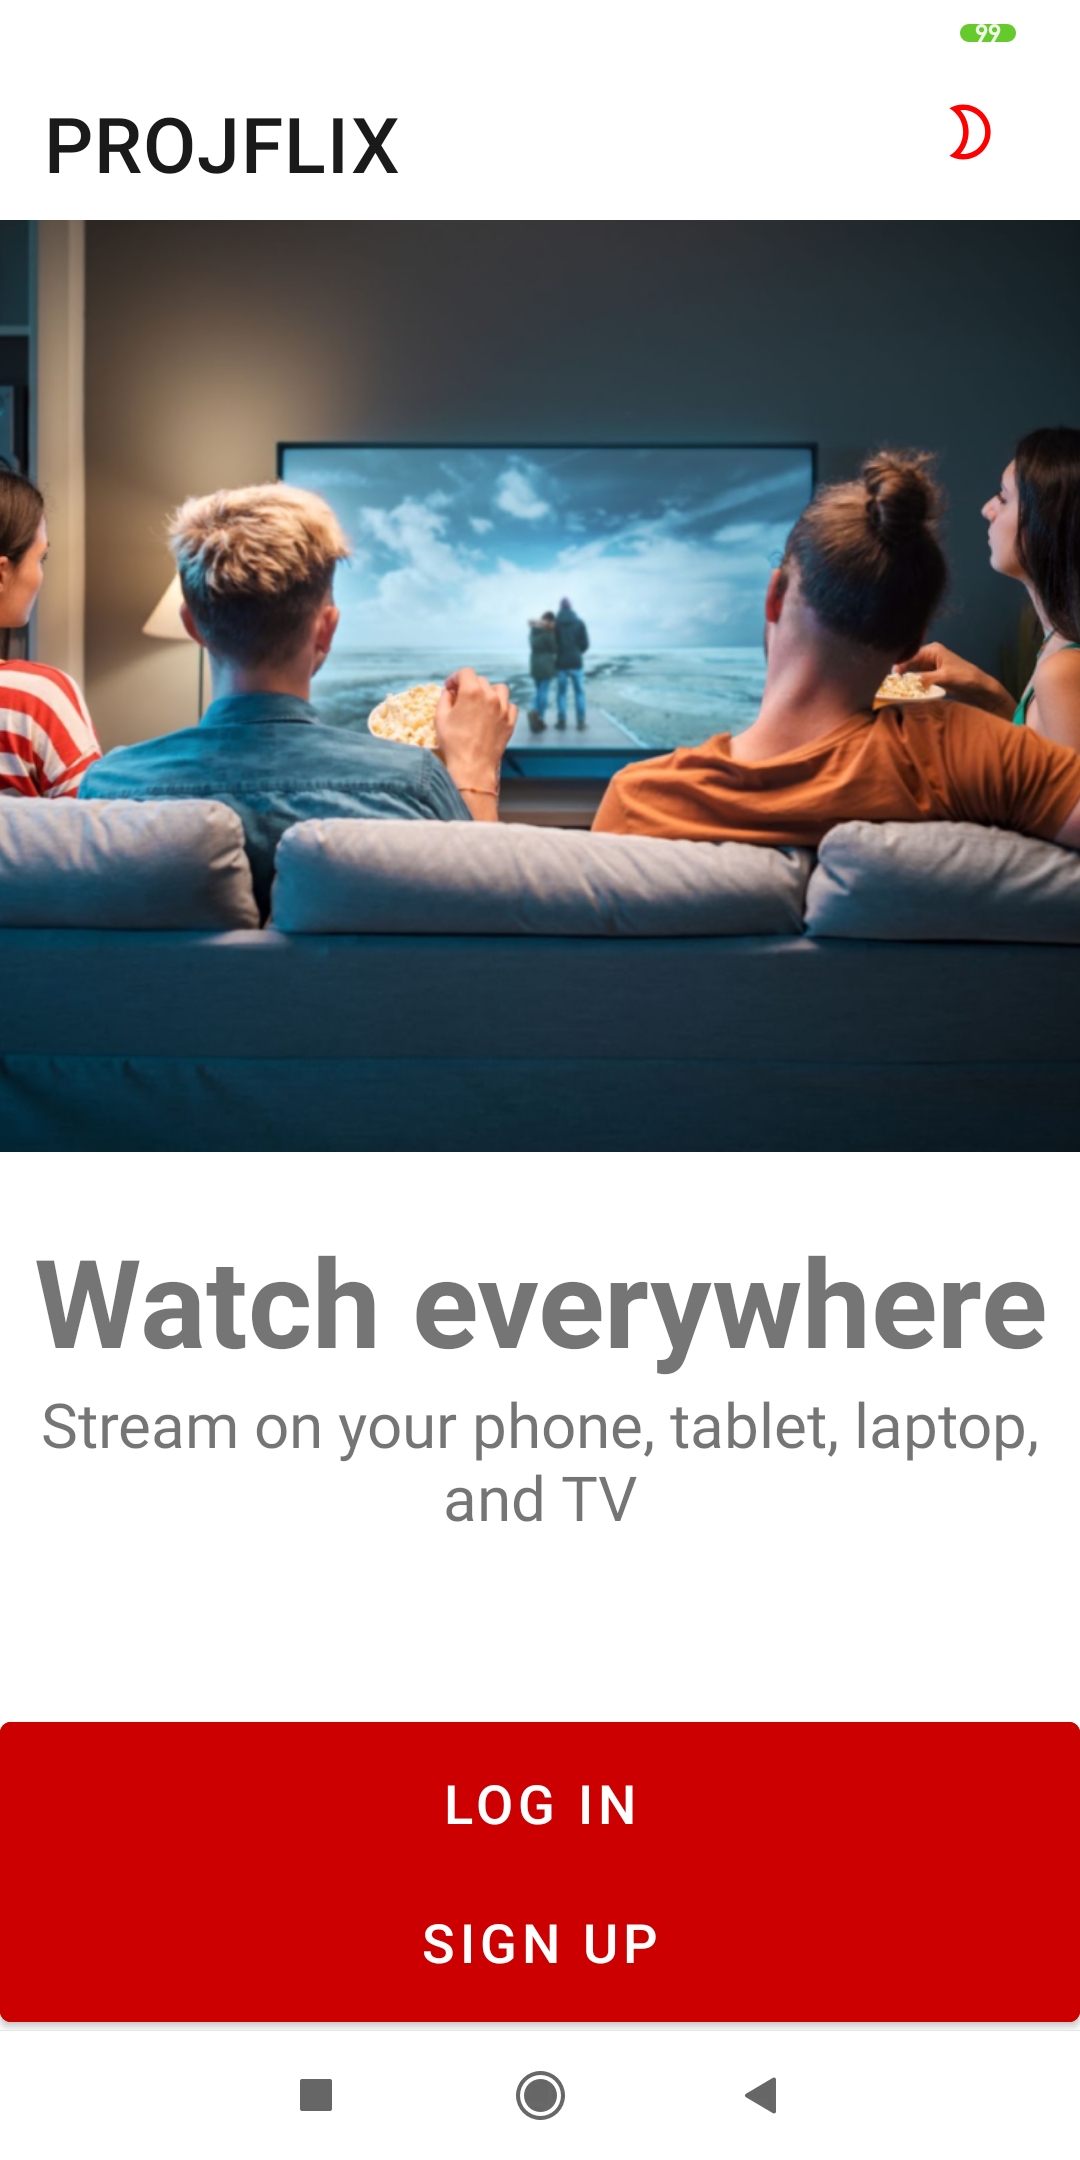 99
PROJFLIX
Watch everywhere
Stream on your phone, tablet, laptop,
and TV
LOG IN
SIGN UP